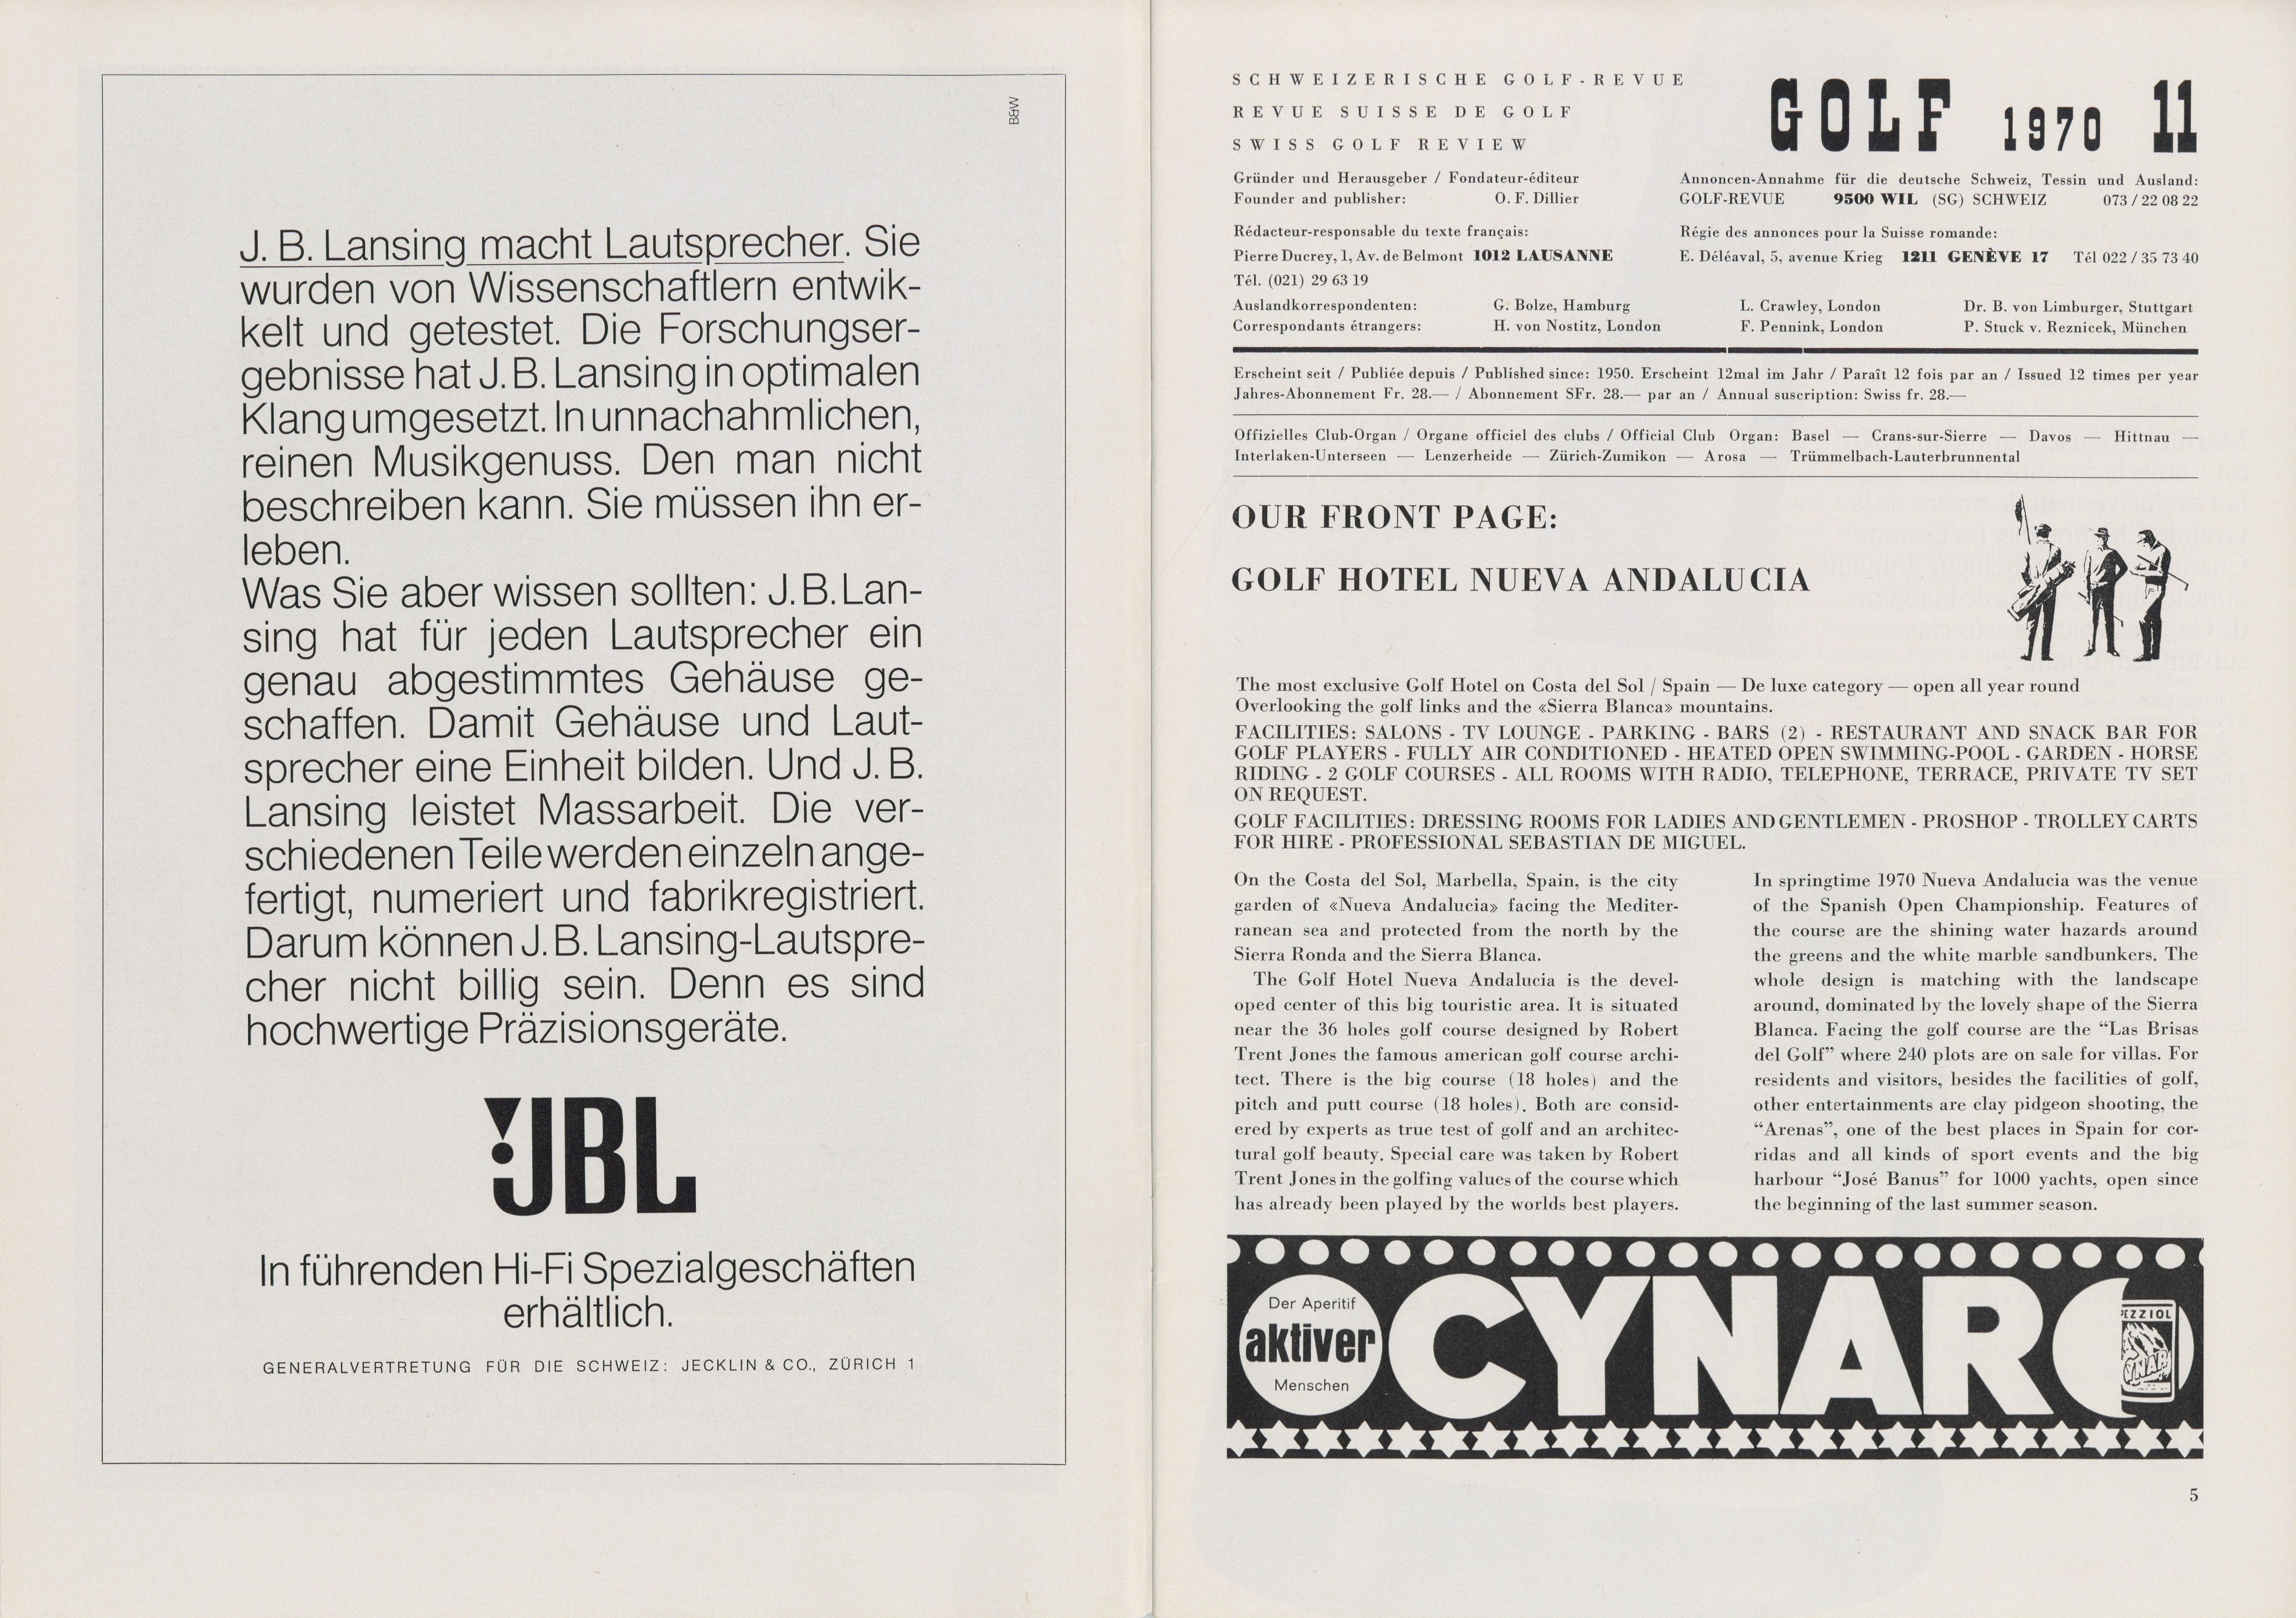 B&W
J. B. Lansing macht Lautsprecher. Sie
wurden von Wissenschaftlern entwik-
kelt und getestet. Die Forschungser-
gebnisse hat J. B. Lansing in optimalen
Klang umgesetzt. In unnachahmlichen,
reinen Musikgenuss. Den man nicht
beschreiben kann. Sie müssen ihn er-
leben.
Was Sie aber wissen sollten: J. B. Lan-
sing hat für jeden Lautsprecher ein
genau abgestimmtes Gehäuse ge-
schaffen. Damit Gehäuse und Laut-
sprecher eine Einheit bilden. Und J. B.
Lansing leistet Massarbeit. Die ver-
schiedenen Teile werden einzeln ange-
fertigt, numeriert und fabrikregistriert.
Darum können J. B. Lansing-Lautspre-
cher nicht billig sein. Denn es sind
hochwertige Präzisionsgeräte.
JBL
In führenden Hi-Fi Spezialgeschäften
erhältlich.
GENERALVERTRETUNG FÜR DIE SCHWEIZ: JECKLIN & CO., ZÜRICH 1
SCHWEIZERISCHE GOLF-REVUE
REVUE SUISSE DE GOLF
SWISS GOLF REVIEW
GOLF 1970 11
Gründer und Herausgeber / Fondateur-éditeur
Founder and publisher: O. F. Dillier
Annoncen-Annahme für die deutsche Schweiz, Tessin und Ausland:
GOLF-REVUE 9500 WIL (SG) SCHWEIZ 073 / 22 08 22
Rédacteur-responsable du texte français:
Pierre Ducrey, 1, Av. de Belmont 1012 LAUSANNE
Tél. (021) 29 63 19
Régie des annonces pour la Suisse romande:
E. Déléaval, 5, avenue Krieg 1211 GENÈVE 17 Tél 022 / 35 73 40
Auslandkorrespondenten: G. Bolze, Hamburg L. Crawley, London Dr. B. von Limburger, Stuttgart
Correspondants étrangers: H. von Nostitz, London F. Pennink, London P. Stuck v. Reznicek, München
Erscheint seit / Publiée depuis / Published since: 1950. Erscheint 12mal im Jahr / Paraît 12 fois par an / Issued 12 times per year
Jahres-Abonnement Fr. 28.— / Abonnement SFr. 28.— par an / Annual suscription: Swiss fr. 28.—
Offizielles Club-Organ / Organe officiel des clubs / Official Club Organ: Basel — Crans-sur-Sierre — Davos — Hittnau —
Interlaken-Unterseen — Lenzerheide — Zürich-Zumikon — Arosa — Trümmelbach-Lauterbrunnental
OUR FRONT PAGE:
GOLF HOTEL NUEVA ANDALUCIA
The most exclusive Golf Hotel on Costa del Sol / Spain — De luxe category — open all year round
Overlooking the golf links and the «Sierra Blanca» mountains.
FACILITIES: SALONS - TV LOUNGE - PARKING - BARS (2) - RESTAURANT AND SNACK BAR FOR
GOLF PLAYERS - FULLY AIR CONDITIONED - HEATED OPEN SWIMMING-POOL - GARDEN - HORSE
RIDING - 2 GOLF COURSES - ALL ROOMS WITH RADIO, TELEPHONE, TERRACE, PRIVATE TV SET
ON REQUEST.
GOLF FACILITIES: DRESSING ROOMS FOR LADIES AND GENTLEMEN - PROSHOP - TROLLEY CARTS
FOR HIRE - PROFESSIONAL SEBASTIAN DE MIGUEL.
On the Costa del Sol, Marbella, Spain, is the city
garden of «Nueva Andalucia» facing the Mediter-
ranean sea and protected from the north by the
Sierra Ronda and the Sierra Blanca.
The Golf Hotel Nueva Andalucia is the devel-
oped center of this big touristic area. It is situated
near the 36 holes golf course designed by Robert
Trent Jones the famous american golf course archi-
tect. There is the big course (18 holes) and the
pitch and putt course (18 holes). Both are consid-
ered by experts as true test of golf and an architec-
tural golf beauty. Special care was taken by Robert
Trent Jones in the golfing values of the course which
has already been played by the worlds best players.
In springtime 1970 Nueva Andalucia was the venue
of the Spanish Open Championship. Features of
the course are the shining water hazards around
the greens and the white marble sandbunkers. The
whole design is matching with the landscape
around, dominated by the lovely shape of the Sierra
Blanca. Facing the golf course are the “Las Brisas
del Golf” where 240 plots are on sale for villas. For
residents and visitors, besides the facilities of golf,
other entertainments are clay pidgeon shooting, the
“Arenas”, one of the best places in Spain for cor-
ridas and all kinds of sport events and the big
harbour “José Banus” for 1000 yachts, open since
the beginning of the last summer season.
Der Aperitif
aktiver
Menschen
CYNAR
EZZIOL
CYNAR
5